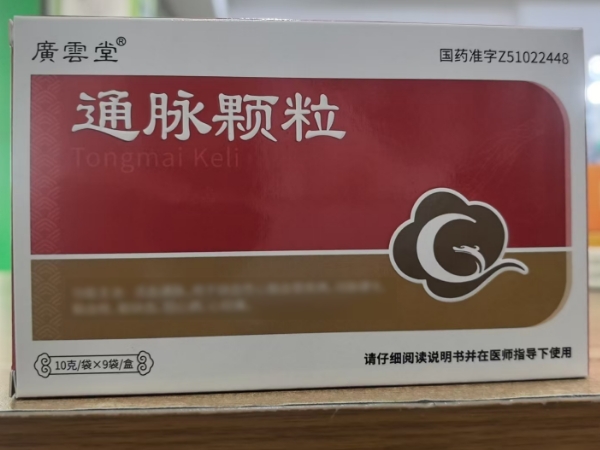 廣雲堂®
国药准字Z51022448
通脉颗粒
Tongmai Keli
10克/袋×9袋/盒
请仔细阅读说明书并在医师指导下使用